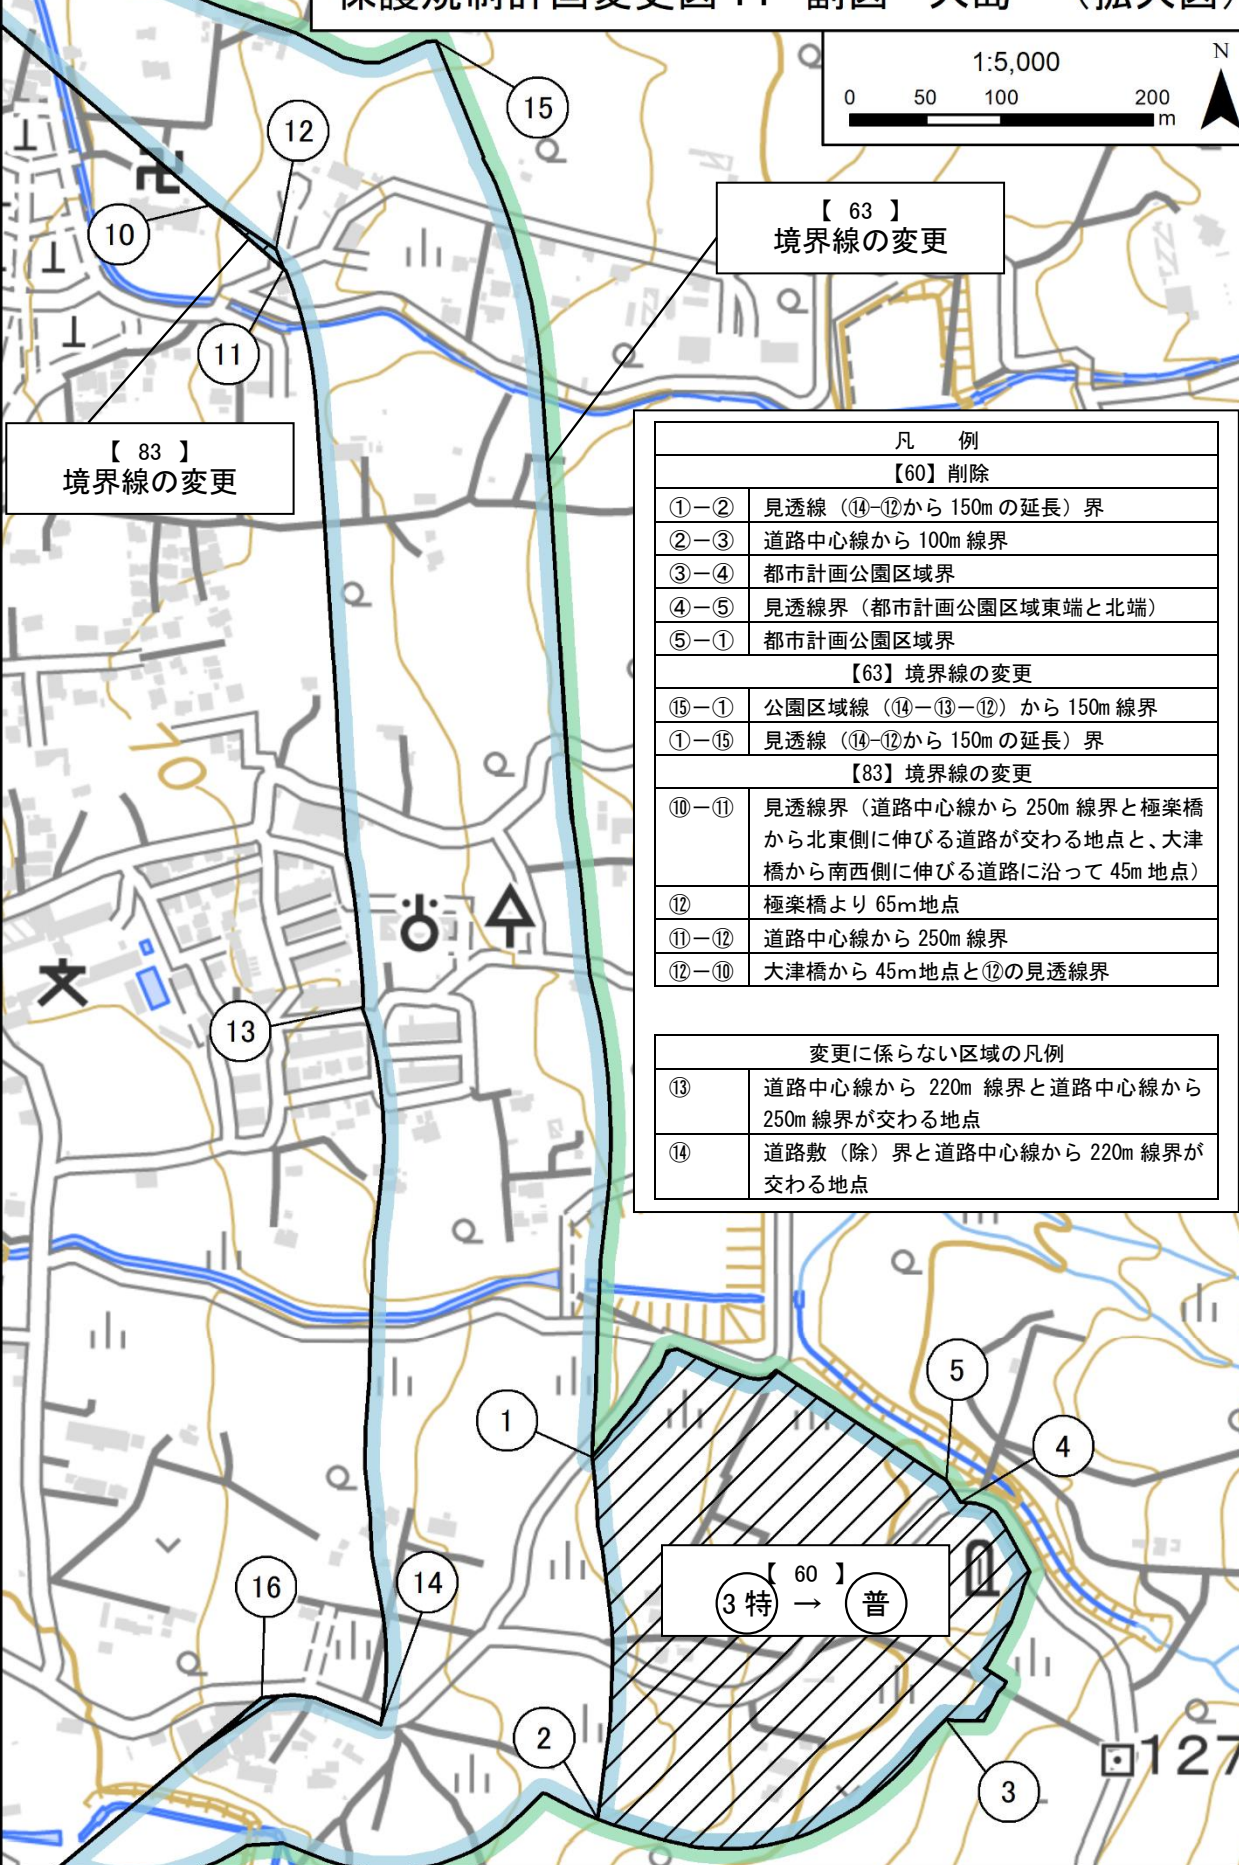 1:5,000
N
0 50 100 200
m
15
12
10
11
【 63 】
境界線の変更
【 83 】
境界線の変更
凡　例
【60】削除
①－② 見透線（⑭-⑫から 150m の延長）界
②－③ 道路中心線から 100m 線界
③－④ 都市計画公園区域界
④－⑤ 見透線界（都市計画公園区域東端と北端）
⑤－① 都市計画公園区域界
【63】境界線の変更
⑮－① 公園区域線（⑭－⑬－⑫）から 150m 線界
①－⑮ 見透線（⑭-⑫から 150m の延長）界
【83】境界線の変更
⑩－⑪ 見透線界（道路中心線から 250m 線界と極楽橋
から北東側に伸びる道路が交わる地点と、大津
橋から南西側に伸びる道路に沿って 45m 地点）
⑫ 極楽橋より 65ｍ地点
⑪－⑫ 道路中心線から 250m 線界
⑫－⑩ 大津橋から 45ｍ地点と⑫の見透線界
変更に係らない区域の凡例
⑬ 道路中心線から 220m 線界と道路中心線から
250m 線界が交わる地点
⑭ 道路敷（除）界と道路中心線から 220m 線界が
交わる地点
70
13
5
1
4
【 60 】
3特 → 普
16
14
2
3
127